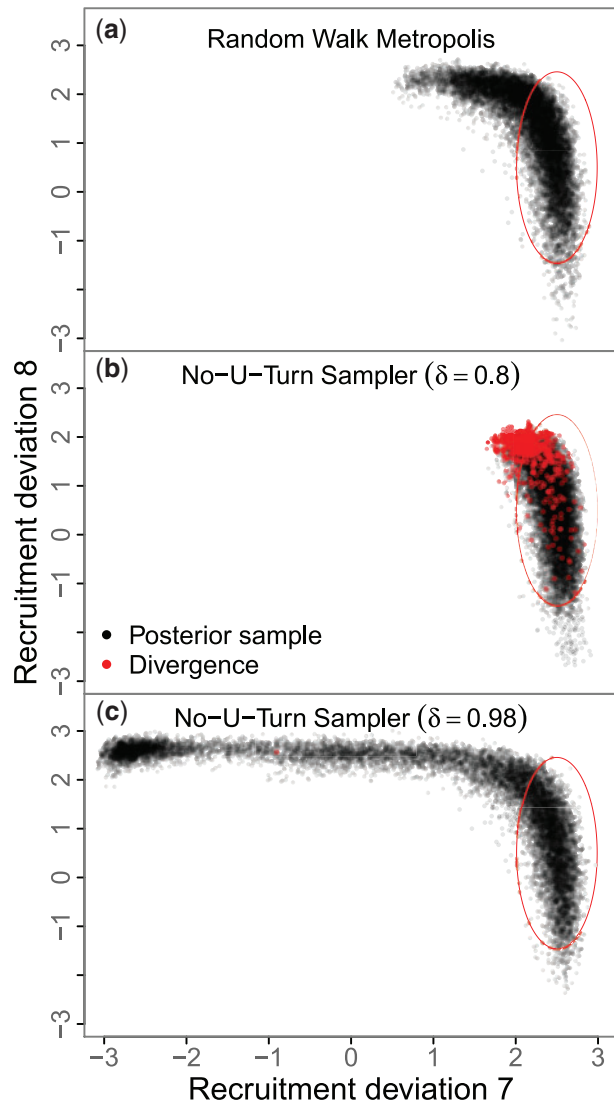 (a)
Random Walk Metropolis
3
2
1
0
−1
−3
(b)
No−U−Turn Sampler (δ = 0.8)
3
2
1
0
−1
−3
Posterior sample
Divergence
(c)
No−U−Turn Sampler (δ = 0.98)
3
2
1
0
−1
−3
−3 −2 −1 0 1 2 3
Recruitment deviation 7
Recruitment deviation 8